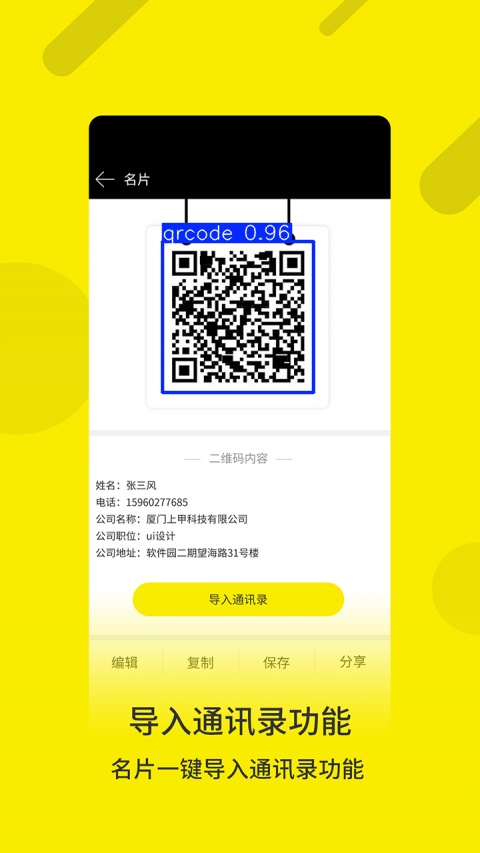 名片
qrcode 0.96
二维码内容
姓名：张三风
电话：15960277685
公司名称：厦门上甲科技有限公司
公司职位：ui设计
公司地址：软件园二期望海路31号楼
导入通讯录
编辑 复制 保存 分享
导入通讯录功能
名片一键导入通讯录功能